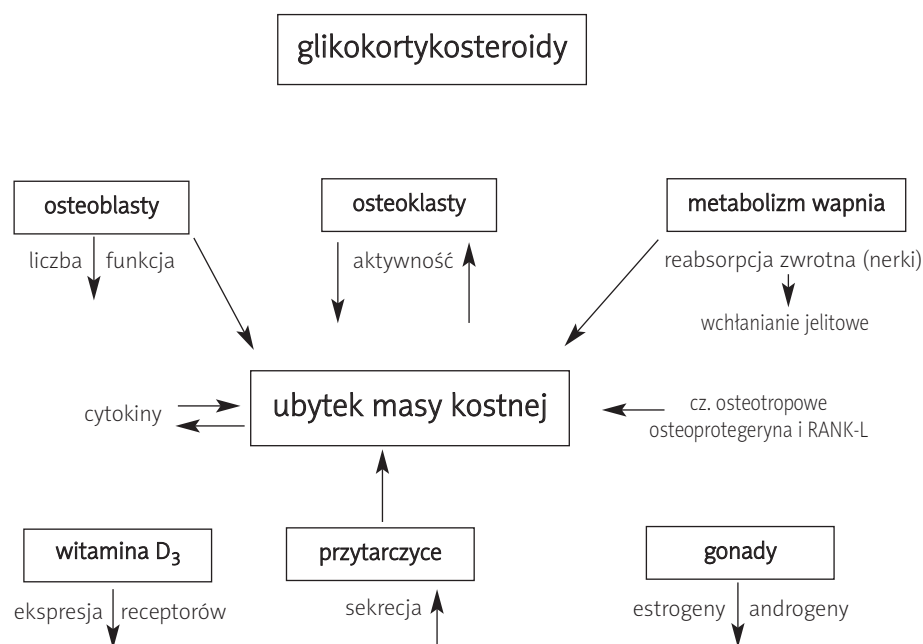 glikokortykosteroidy
osteoblasty
osteoklasty
metabolizm wapnia
liczba funkcja
aktywność
reabsorpcja zwrotna (nerki)
wchłanianie jelitowe
cytokiny
ubytek masy kostnej
cz. osteotropowe
osteoprotegeryna i RANK-L
witamina D3
przytarczyce
gonady
ekspresja receptorów
sekrecja
estrogeny androgeny